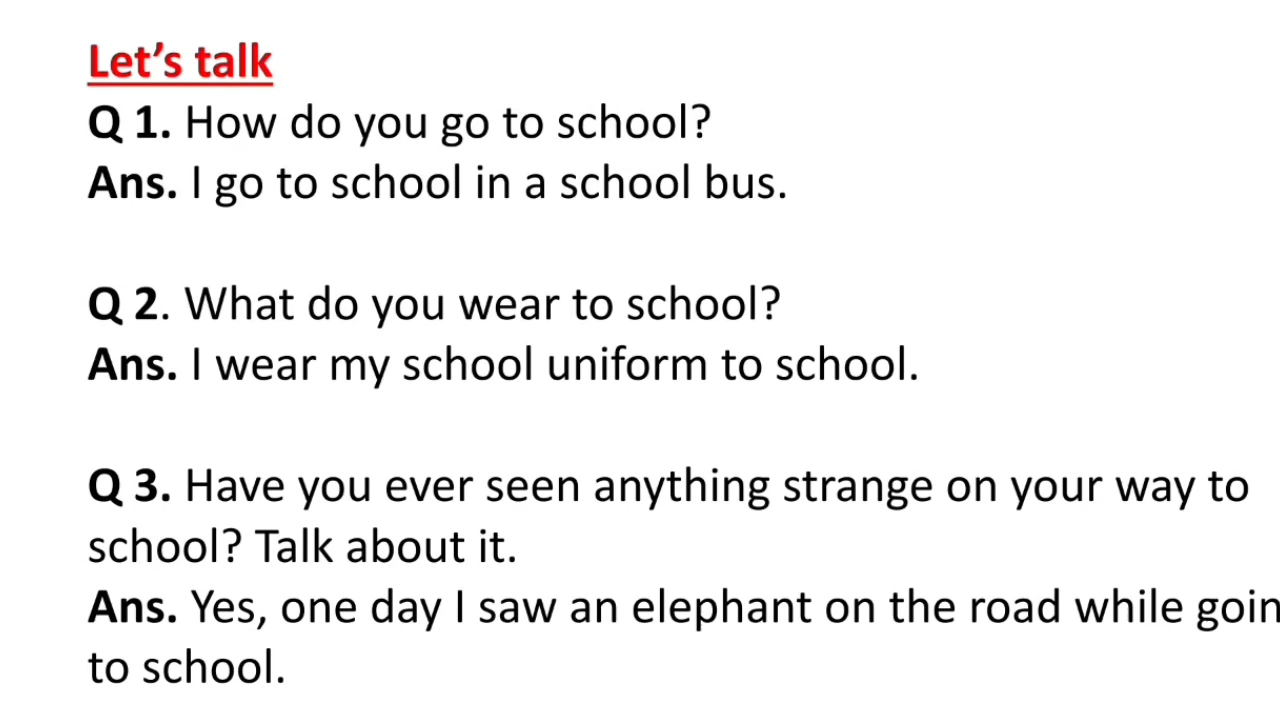 Let’s talk
Q 1. How do you go to school?
Ans. I go to school in a school bus.
Q 2. What do you wear to school?
Ans. I wear my school uniform to school.
Q 3. Have you ever seen anything strange on your way to
school? Talk about it.
Ans. Yes, one day I saw an elephant on the road while goin
to school.